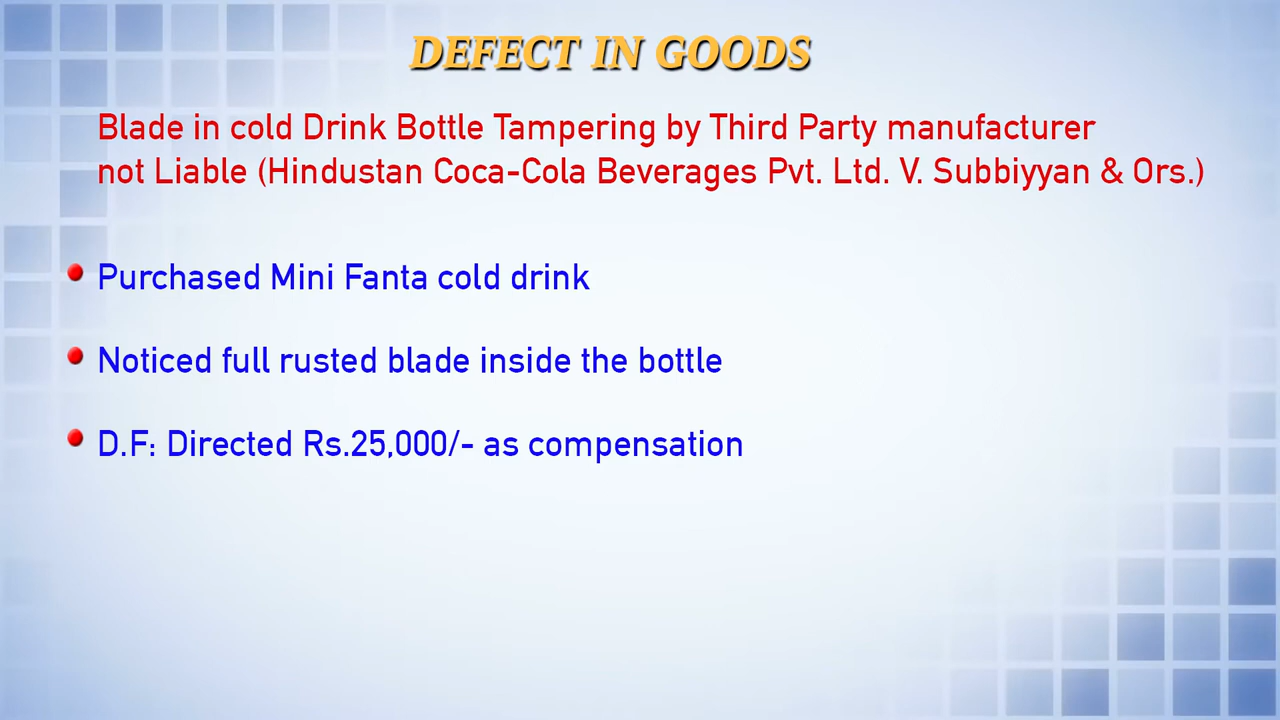 DEFECT IN GOODS
Blade in cold Drink Bottle Tampering by Third Party manufacturer
not Liable (Hindustan Coca-Cola Beverages Pvt. Ltd. V. Subbiyyan & Ors.)
Purchased Mini Fanta cold drink
Noticed full rusted blade inside the bottle
D.F: Directed Rs.25,000/- as compensation